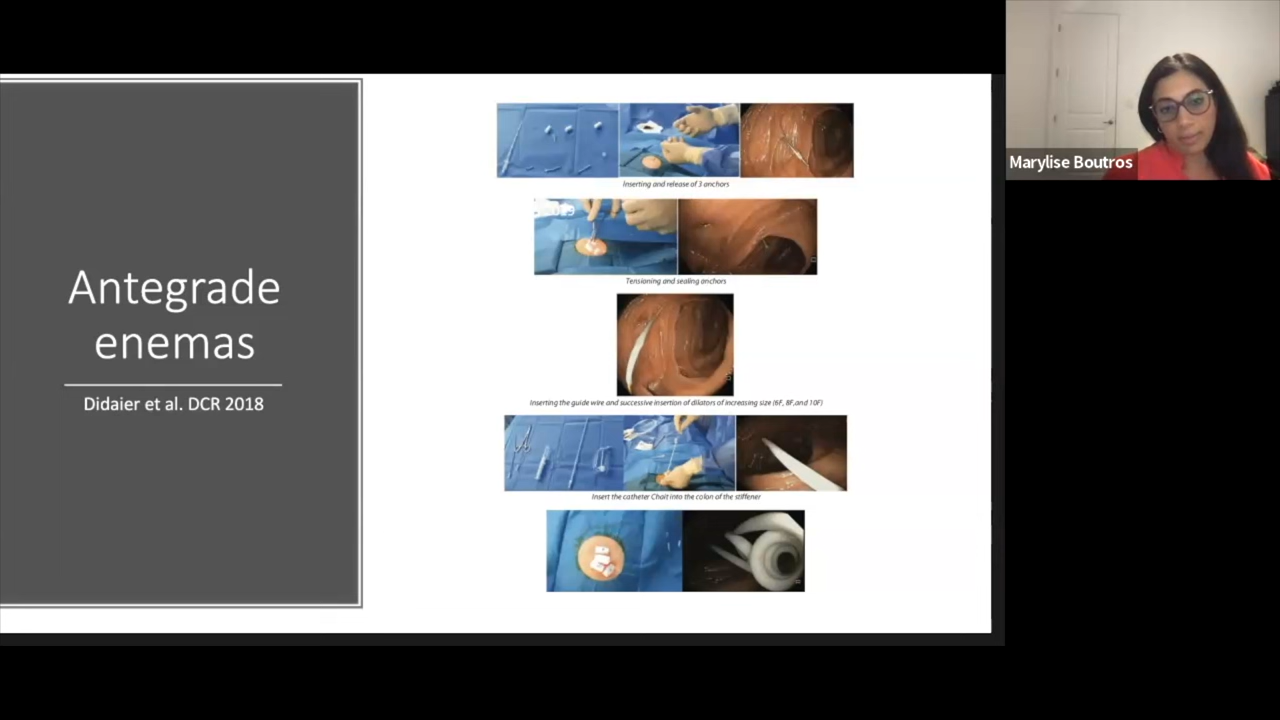 Marylise Boutros
Antegrade
enemas
Didaier et al. DCR 2018
Inserting and release of 3 anchors
Tensioning and sealing anchors
Inserting the guide wire and successive insertion of dilators of increasing size (6F, 8F,and 10F)
Insert the catheter Chait into the colon of the stiffener